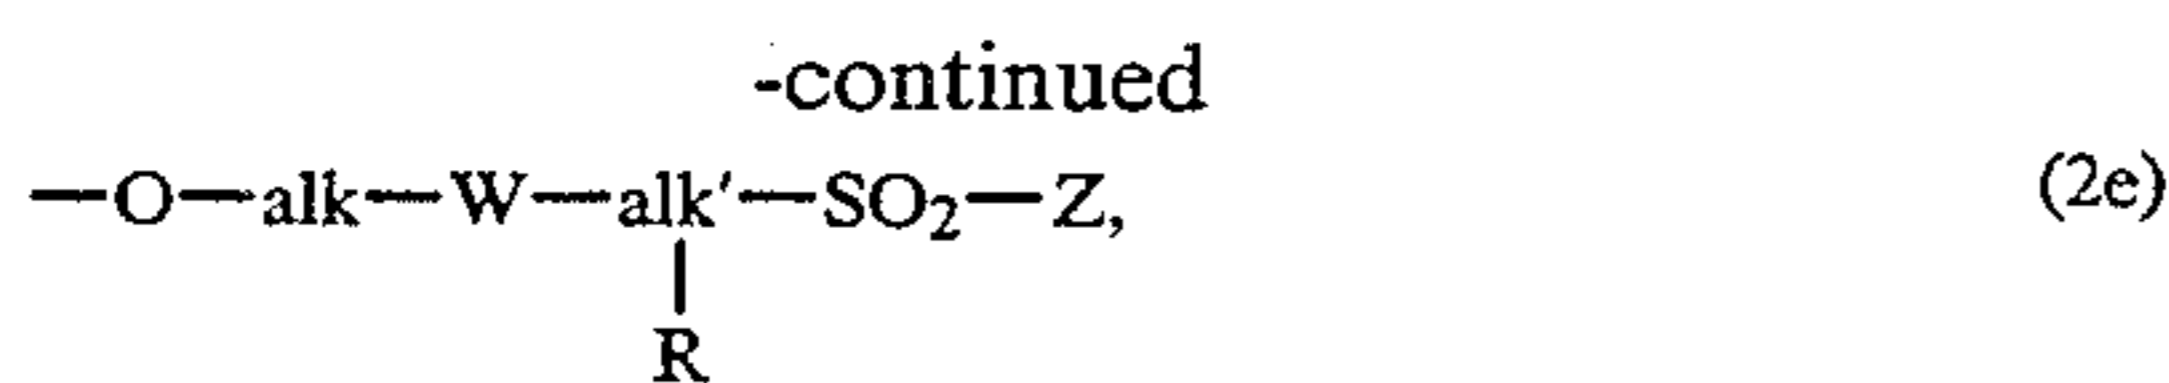 -continued
—O—alk—W—alk'—SO₂—Z, (2e)
|
R